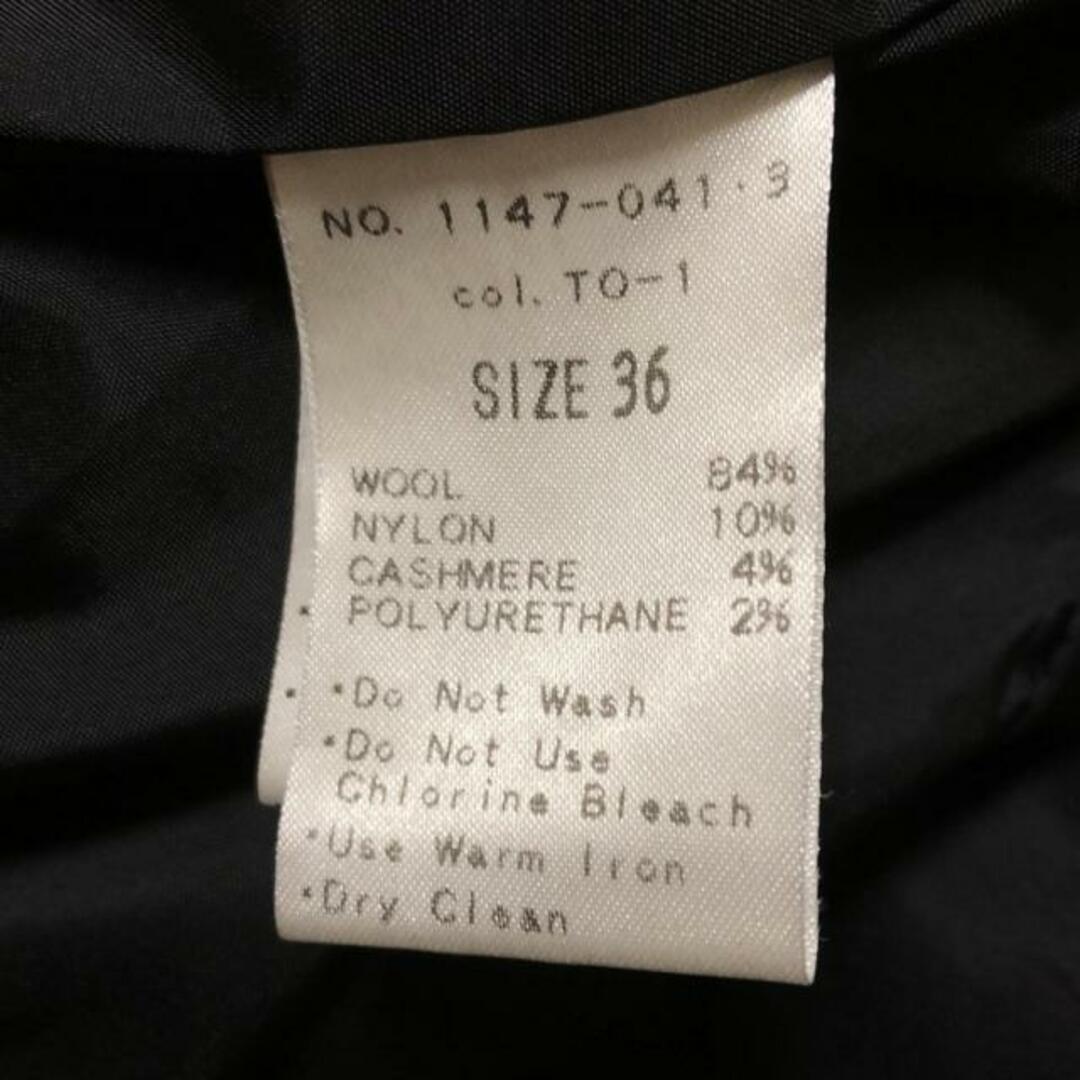 NO. 1147-041・3
col. TO-1
SIZE 36
WOOL 84%
NYLON 10%
CASHMERE 4%
POLYURETHANE 2%
・Do Not Wash
・Do Not Use
Chlorine Bleach
・Use Warm Iron
・Dry Clean